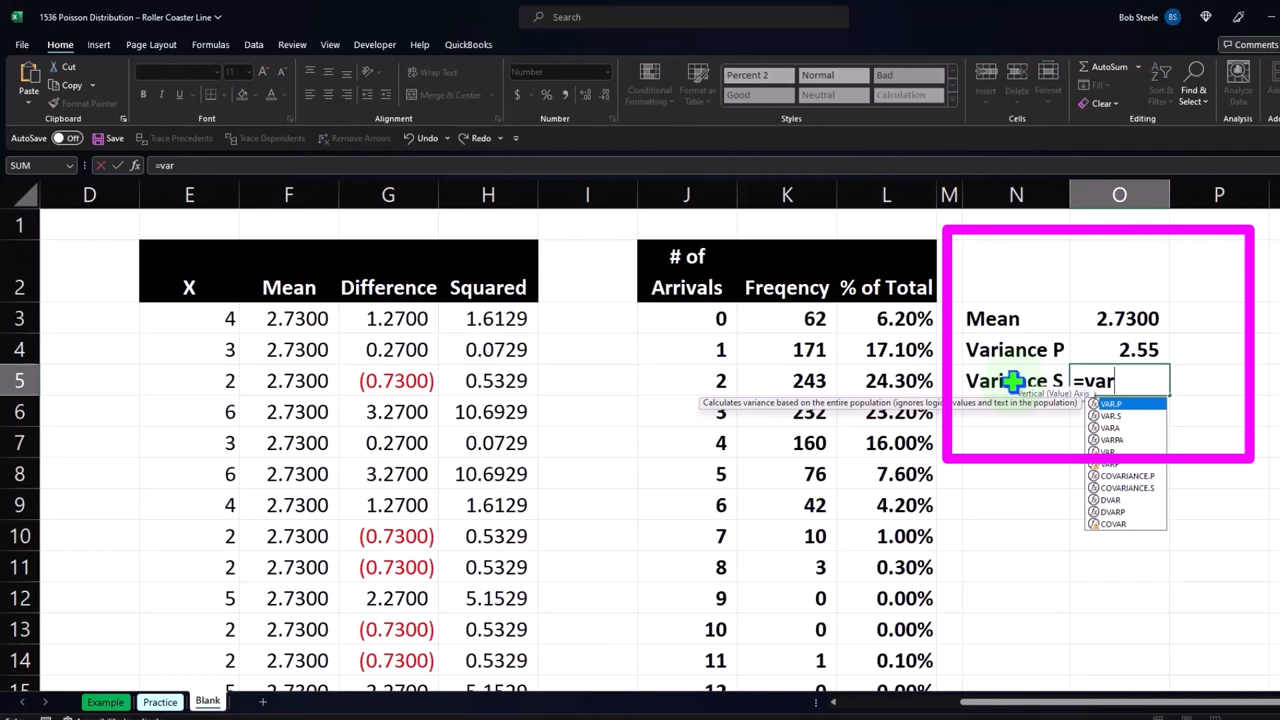 1536 Poisson Distribution – Roller Coaster Line
Search
Bob Steele BS
File Home Insert Page Layout Formulas Data Review View Developer Help QuickBooks
Comments
Paste
Cut
Copy
Format Painter
Clipboard
11
Font
Wrap Text
Merge & Center
Alignment
Number
Number
Conditional Formatting
Format as Table
Percent 2 Normal Bad
Good Neutral Calculation
Styles
Insert Delete Format
Cells
AutoSum
Fill
Clear
Sort & Filter
Find & Select
Editing
Analyze Data
Analysis
AutoSave Off Save Trace Precedents Trace Dependents Remove Arrows Undo Redo
SUM =var
D E F G H I J K L M N O P
1
2 X Mean Difference Squared # of Arrivals Freqency % of Total
3 4 2.7300 1.2700 1.6129 0 62 6.20% Mean 2.7300
4 3 2.7300 0.2700 0.0729 1 171 17.10% Variance P 2.55
5 2 2.7300 (0.7300) 0.5329 2 243 24.30% Variance S =var
Vertical (Value) Axis
Calculates variance based on the entire population (ignores logical values and text in the population)
VAR.P
VAR.S
VARA
VARPA
VAR
VARP
COVARIANCE.P
COVARIANCE.S
DVAR
DVARP
COVAR
6 6 2.7300 3.2700 10.6929 3 232 23.20%
7 3 2.7300 0.2700 0.0729 4 160 16.00%
8 6 2.7300 3.2700 10.6929 5 76 7.60%
9 4 2.7300 1.2700 1.6129 6 42 4.20%
10 2 2.7300 (0.7300) 0.5329 7 10 1.00%
11 2 2.7300 (0.7300) 0.5329 8 3 0.30%
12 5 2.7300 2.2700 5.1529 9 0 0.00%
13 2 2.7300 (0.7300) 0.5329 10 0 0.00%
14 2 2.7300 (0.7300) 0.5329 11 1 0.10%
15 5 2.7300 2.2700 5.1529 12 0 0.00%
Example Practice Blank